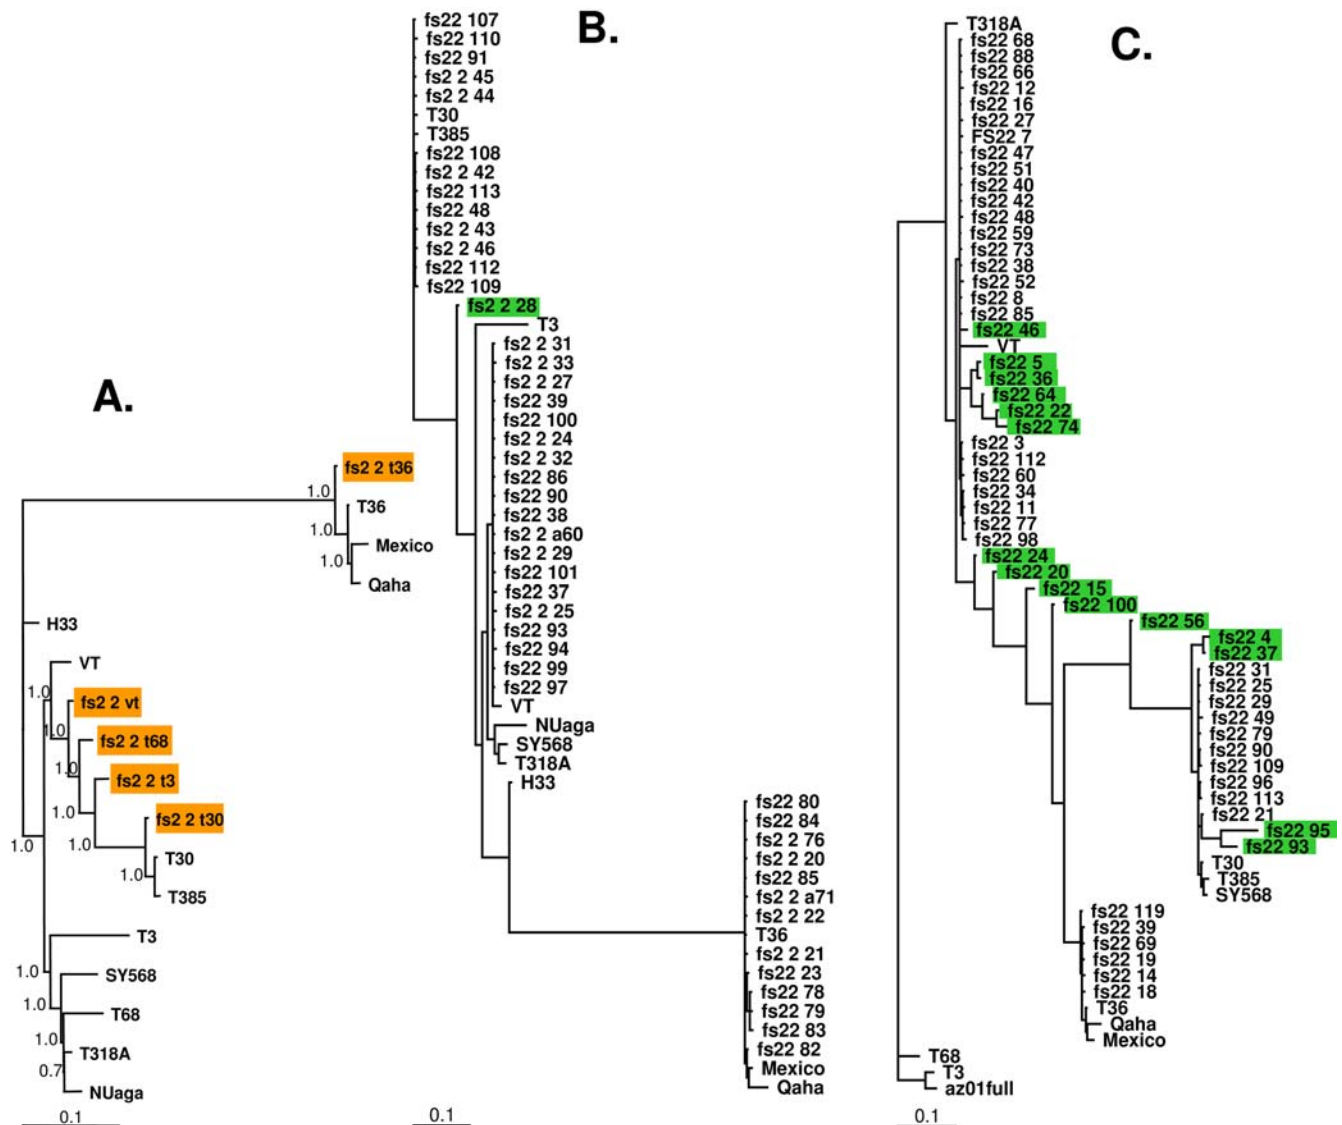 A.
1.0
fs2 2 t36
1.0
T36
1.0
Mexico
Qaha
H33
VT
1.0
fs2 2 vt
1.0
fs2 2 t68
1.0
fs2 2 t3
1.0
fs2 2 t30
1.0
1.0
T30
1.0
T385
T3
1.0
SY568
1.0
T68
1.0
T318A
0.7
NUaga
0.1
B.
fs22 107
fs22 110
fs22 91
fs2 2 45
fs2 2 44
T30
T385
fs22 108
fs2 2 42
fs22 113
fs22 48
fs2 2 43
fs2 2 46
fs22 112
fs22 109
fs2 2 28
T3
fs2 2 31
fs2 2 33
fs2 2 27
fs22 39
fs22 100
fs2 2 24
fs2 2 32
fs22 86
fs22 90
fs22 38
fs2 2 a60
fs2 2 29
fs22 101
fs22 37
fs2 2 25
fs22 93
fs22 94
fs22 99
fs22 97
VT
NUaga
SY568
T318A
H33
fs22 80
fs22 84
fs2 2 76
fs2 2 20
fs22 85
fs2 2 a71
fs2 2 22
T36
fs2 2 21
fs22 23
fs22 78
fs22 79
fs22 83
fs22 82
Mexico
Qaha
0.1
C.
T318A
fs22 68
fs22 88
fs22 66
fs22 12
fs22 16
fs22 27
FS22 7
fs22 47
fs22 51
fs22 40
fs22 42
fs22 48
fs22 59
fs22 73
fs22 38
fs22 52
fs22 8
fs22 85
fs22 46
VT
fs22 5
fs22 36
fs22 64
fs22 22
fs22 74
fs22 3
fs22 112
fs22 60
fs22 34
fs22 11
fs22 77
fs22 98
fs22 24
fs22 20
fs22 15
fs22 100
fs22 56
fs22 4
fs22 37
fs22 31
fs22 25
fs22 29
fs22 49
fs22 79
fs22 90
fs22 109
fs22 96
fs22 113
fs22 21
fs22 95
fs22 93
T30
T385
SY568
fs22 119
fs22 39
fs22 69
fs22 19
fs22 14
fs22 18
T36
Qaha
Mexico
T68
T3
az01full
0.1